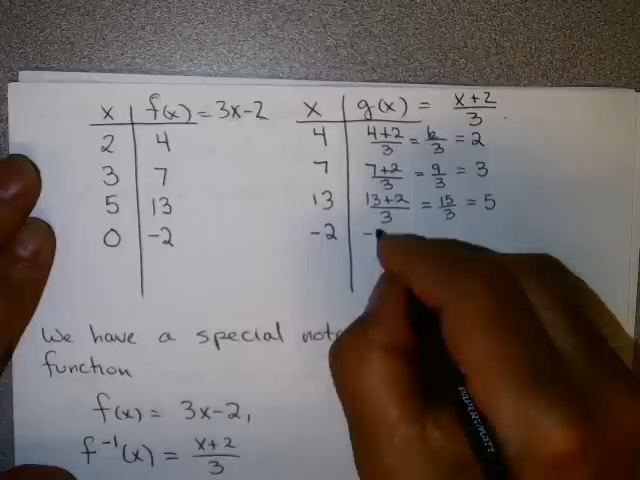 x | f(x) = 3x-2    x | g(x) = (x+2)/3.
2 | 4    4 | (4+2)/3 = 6/3 = 2
3 | 7    7 | (7+2)/3 = 9/3 = 3
5 | 13    13 | (13+2)/3 = 15/3 = 5
0 | -2    -2 | -
We have a special
function
f(x) = 3x-2,
f⁻¹(x) = (x+2)/3